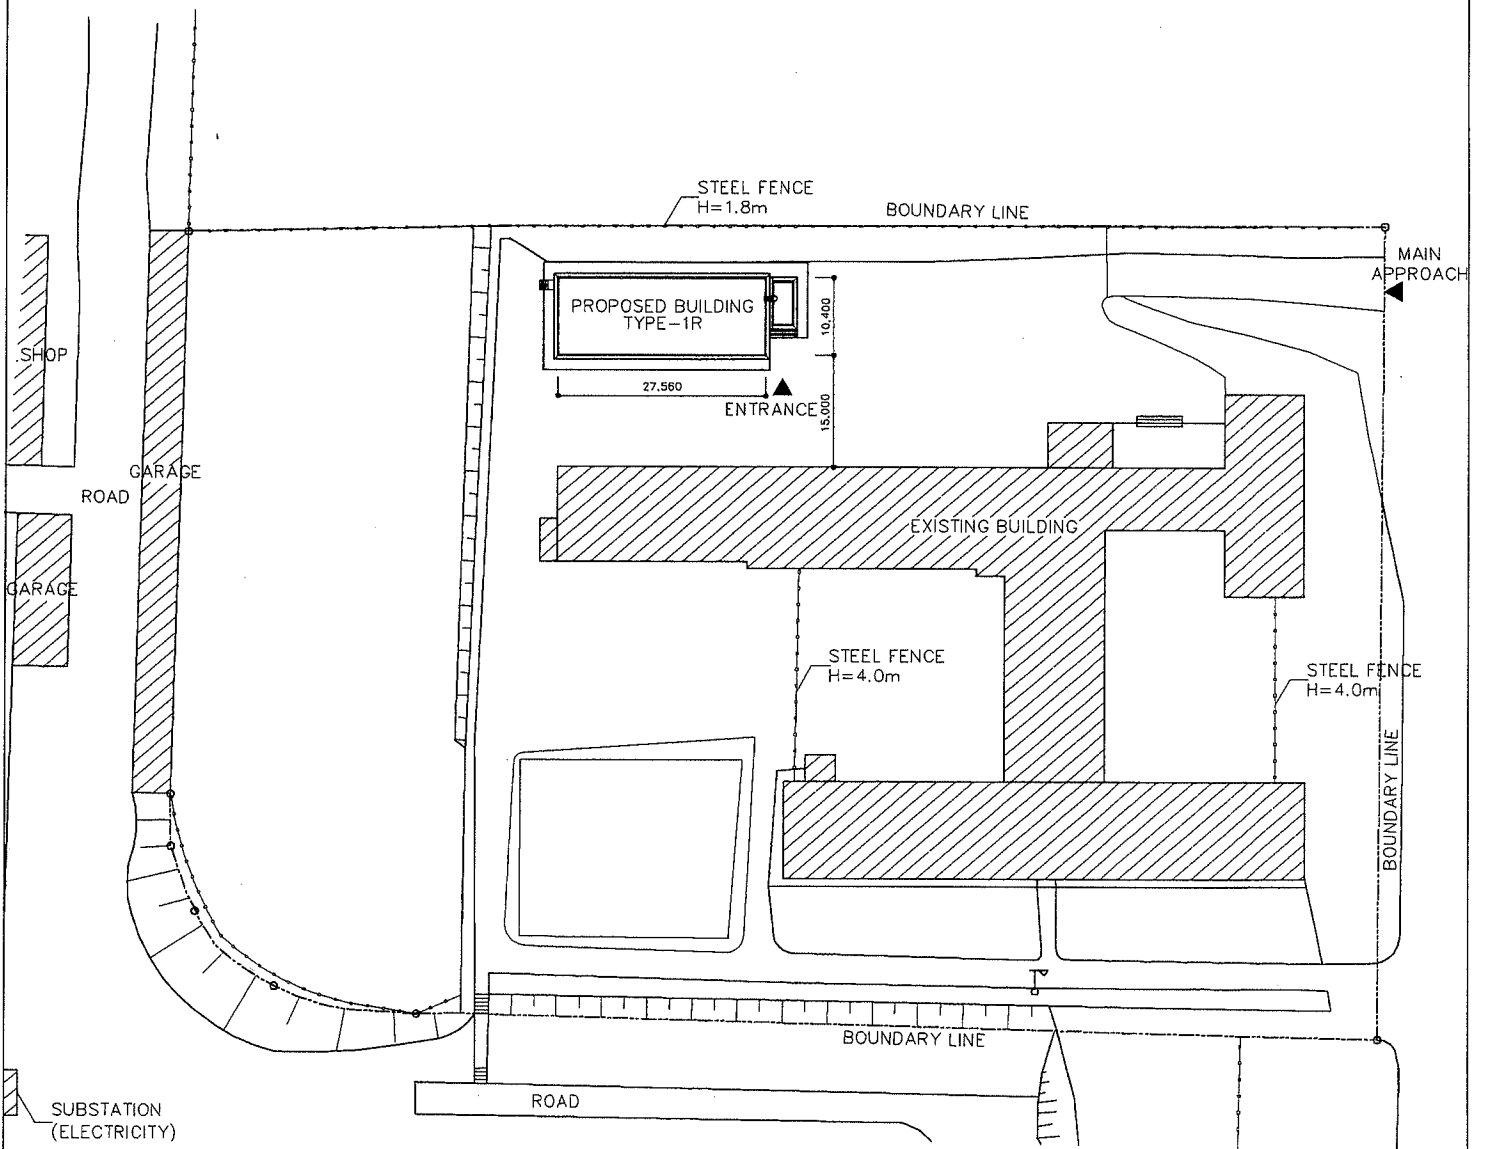 STEEL FENCE
H=1.8m
BOUNDARY LINE
MAIN
APPROACH
PROPOSED BUILDING
TYPE-1R
10,400
.SHOP
27,560
ENTRANCE
15,000
GARAGE
ROAD
EXISTING BUILDING
GARAGE
STEEL FENCE
H=4.0m
STEEL FENCE
H=4.0m
BOUNDARY LINE
BOUNDARY LINE
ROAD
SUBSTATION
(ELECTRICITY)